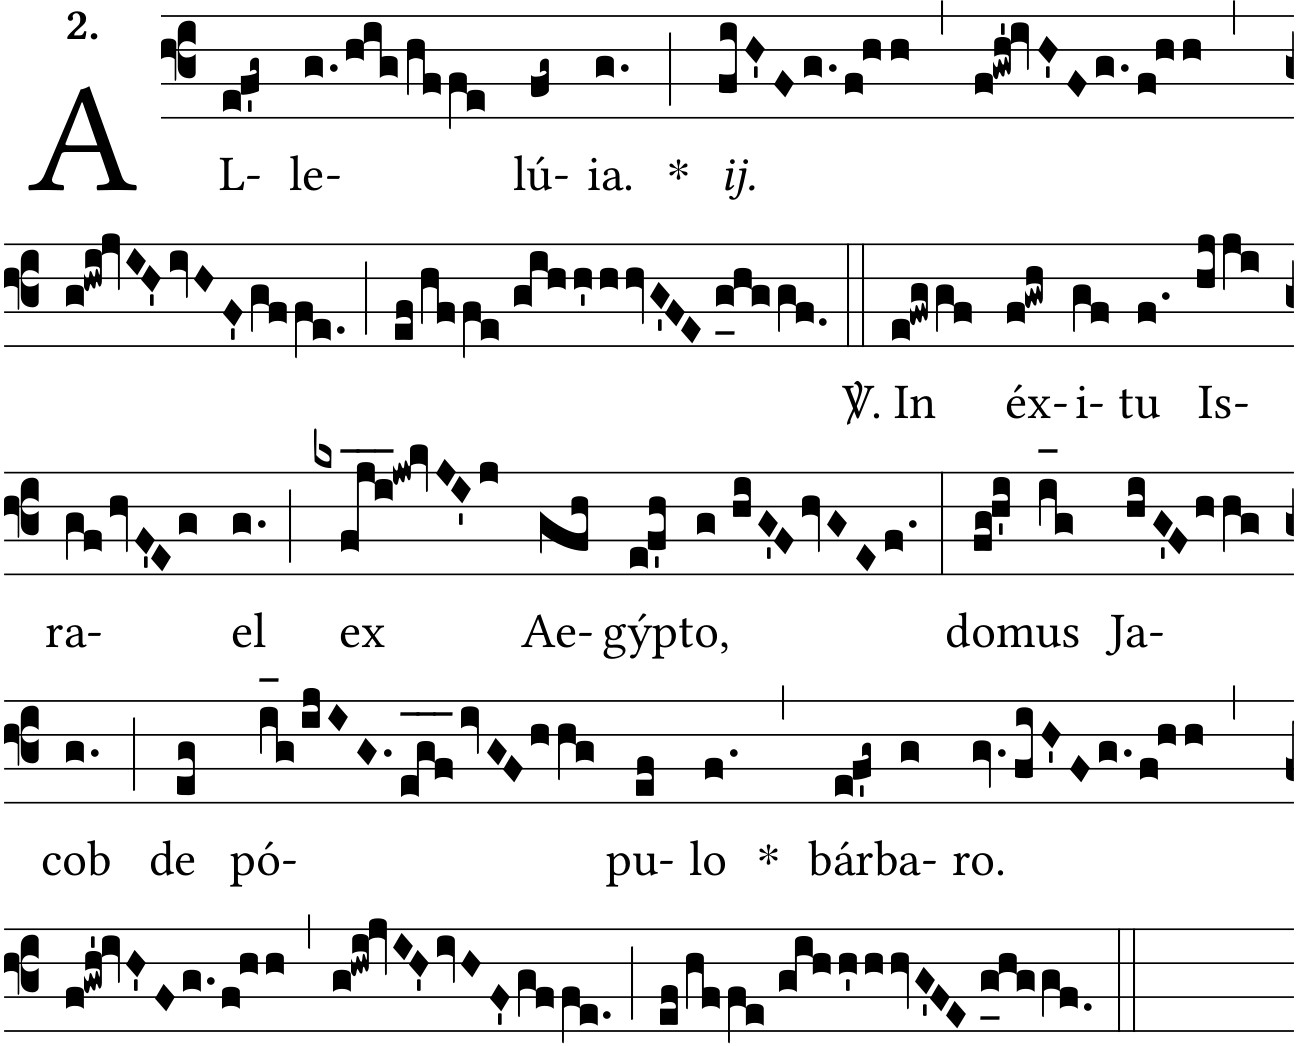 2.
AL- le- lú- ia. * ij.
℣. In éx- i- tu Is-
ra- el ex Ae- gýpto, domus Ja-
cob de pó- pu- lo * bárba- ro.